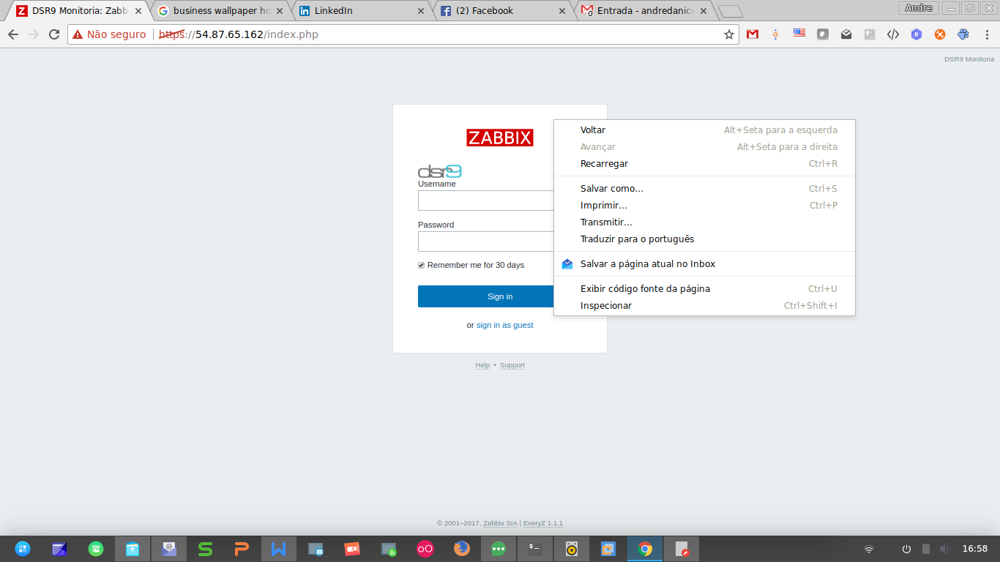 DSR9 Monitoria: Zabb
business wallpaper hd
LinkedIn
(2) Facebook
Entrada - andredanice
Andre
Não seguro https://54.87.65.162/index.php
DSR9 Monitoria
ZABBIX
dsr9
Username
Password
Remember me for 30 days
Sign in
or sign in as guest
Help • Support
Voltar Alt+Seta para a esquerda
Avançar Alt+Seta para a direita
Recarregar Ctrl+R
Salvar como... Ctrl+S
Imprimir... Ctrl+P
Transmitir...
Traduzir para o português
Salvar a página atual no Inbox
Exibir código fonte da página Ctrl+U
Inspecionar Ctrl+Shift+I
© 2001–2017, Zabbix SIA | EveryZ 1.1.1
16:58